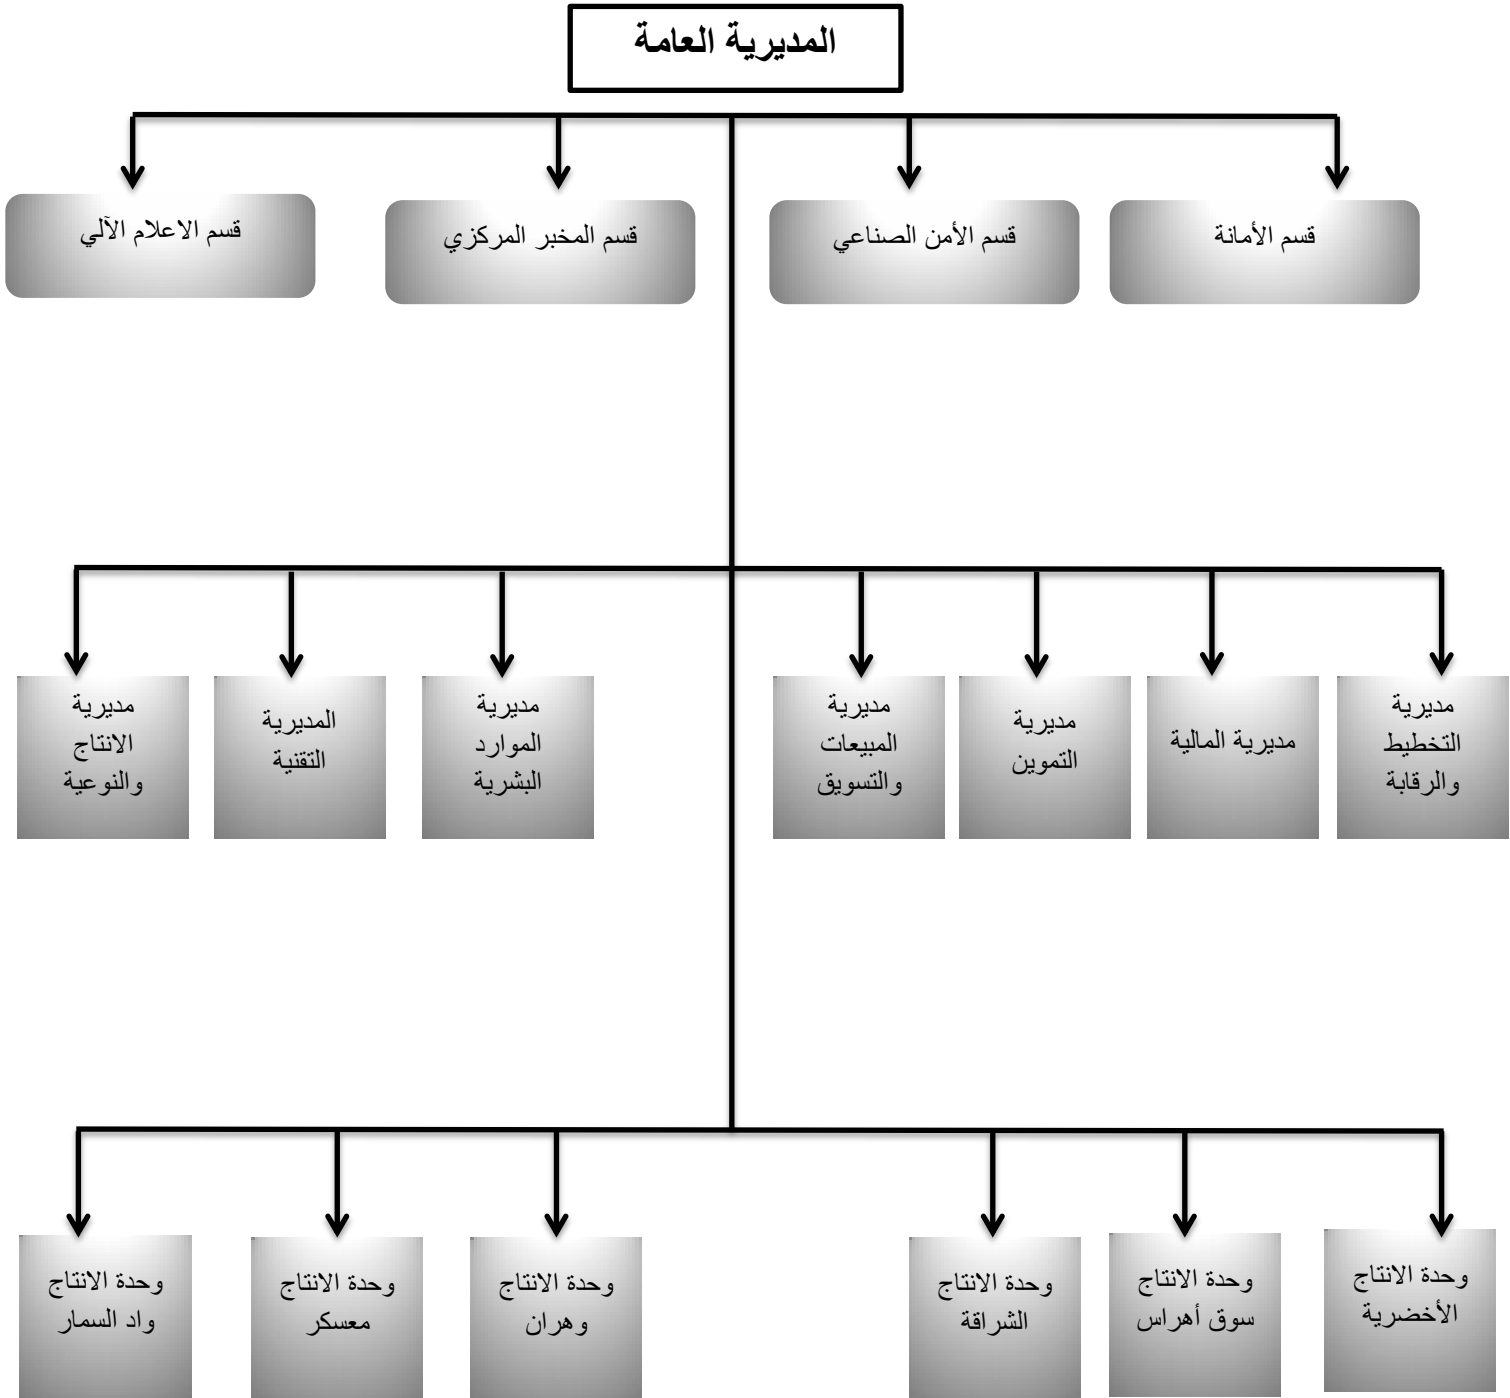 المديرية العامة
قسم الأمانة
قسم الأمن الصناعي
قسم المخبر المركزي
قسم الاعلام الآلي
مديرية
التخطيط
والرقابة
مديرية المالية
مديرية
التموين
مديرية
المبيعات
والتسويق
مديرية
الموارد
البشرية
المديرية
التقنية
مديرية
الانتاج
والنوعية
وحدة الانتاج
الأخضرية
وحدة الانتاج
سوق أهراس
وحدة الانتاج
الشراقة
وحدة الانتاج
وهران
وحدة الانتاج
معسكر
وحدة الانتاج
واد السمار